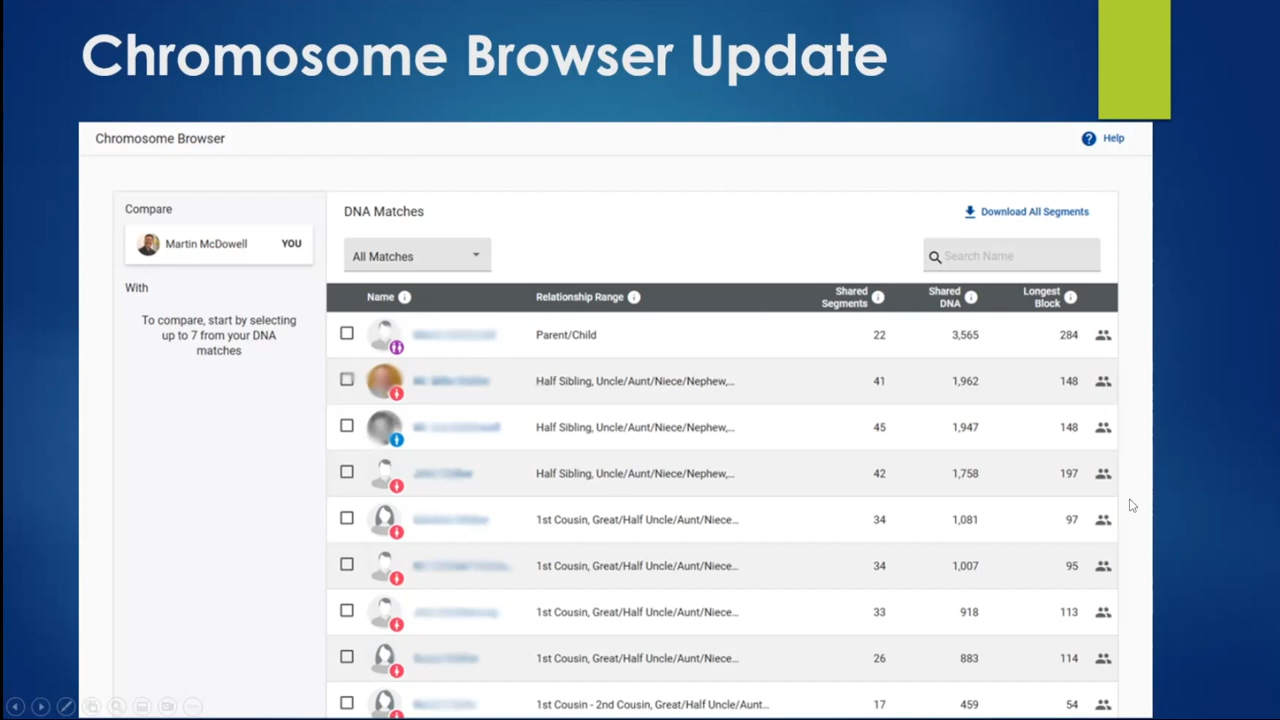 Chromosome Browser Update
Chromosome Browser
Help
Compare
Martin McDowell YOU
With
To compare, start by selecting
up to 7 from your DNA
matches
DNA Matches
Download All Segments
All Matches
Search Name
Name Relationship Range Shared Segments Shared DNA Longest Block
Parent/Child 22 3,565 284
Half Sibling, Uncle/Aunt/Niece/Nephew,... 41 1,962 148
Half Sibling, Uncle/Aunt/Niece/Nephew,... 45 1,947 148
Half Sibling, Uncle/Aunt/Niece/Nephew,... 42 1,758 197
1st Cousin, Great/Half Uncle/Aunt/Niece... 34 1,081 97
1st Cousin, Great/Half Uncle/Aunt/Niece... 34 1,007 95
1st Cousin, Great/Half Uncle/Aunt/Niece... 33 918 113
1st Cousin, Great/Half Uncle/Aunt/Niece... 26 883 114
1st Cousin - 2nd Cousin, Great/Half Uncle/Aunt... 17 459 54